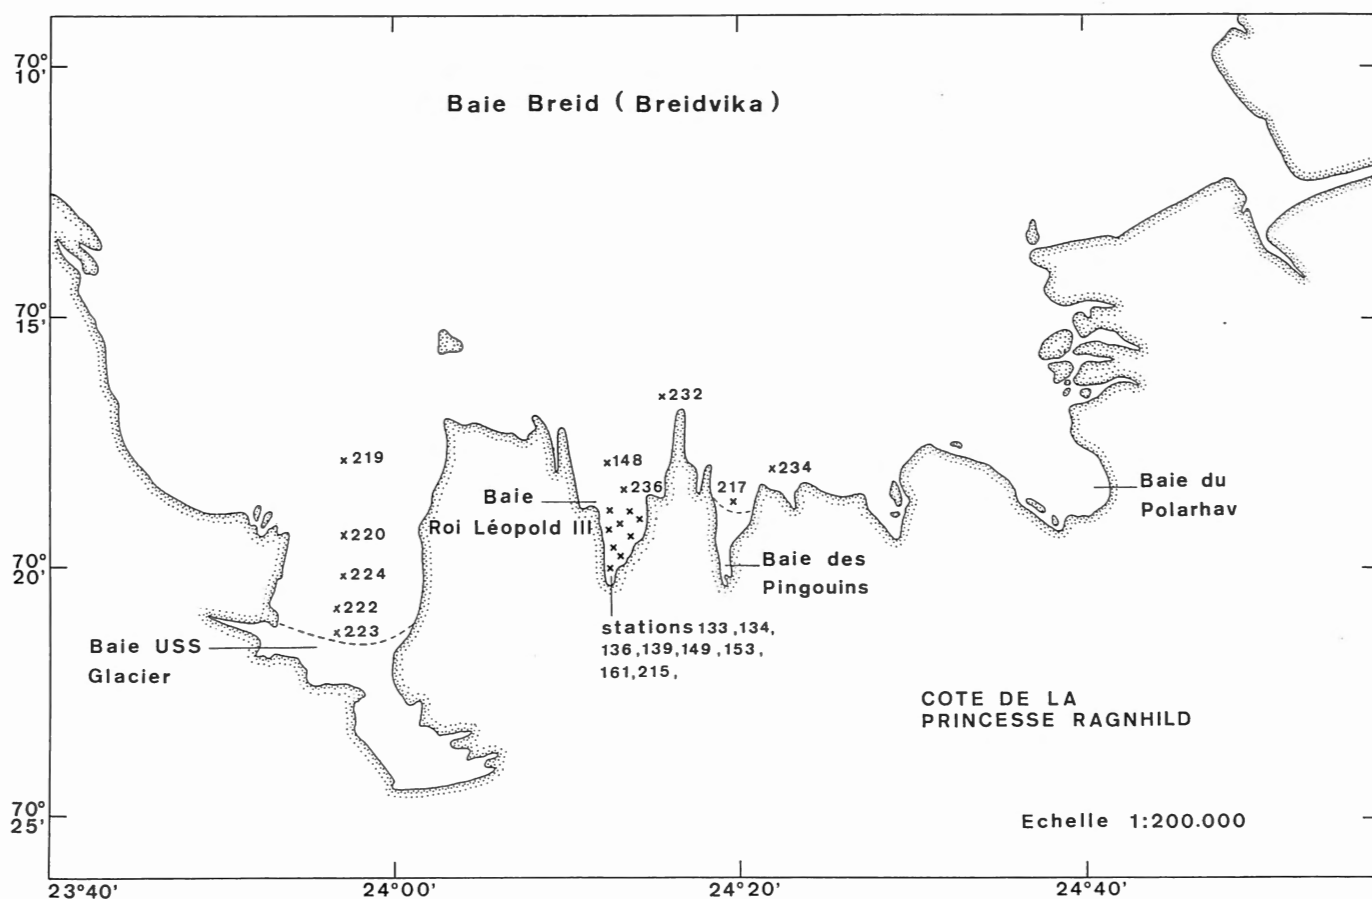 70°
10'
Baie Breid ( Breidvika )
70°
15'
x232
x219
x148
x234
x236
217
Baie
Roi Léopold III
Baie du
Polarhav
x220
70°
20'
x224
Baie des
Pingouins
x222
x223
stations 133 ,134,
136 ,139 ,149 ,153 ,
161, 215 ,
Baie USS
Glacier
COTE DE LA
PRINCESSE RAGNHILD
70°
25'
Echelle 1:200.000
23°40'
24°00'
24°20'
24°40'